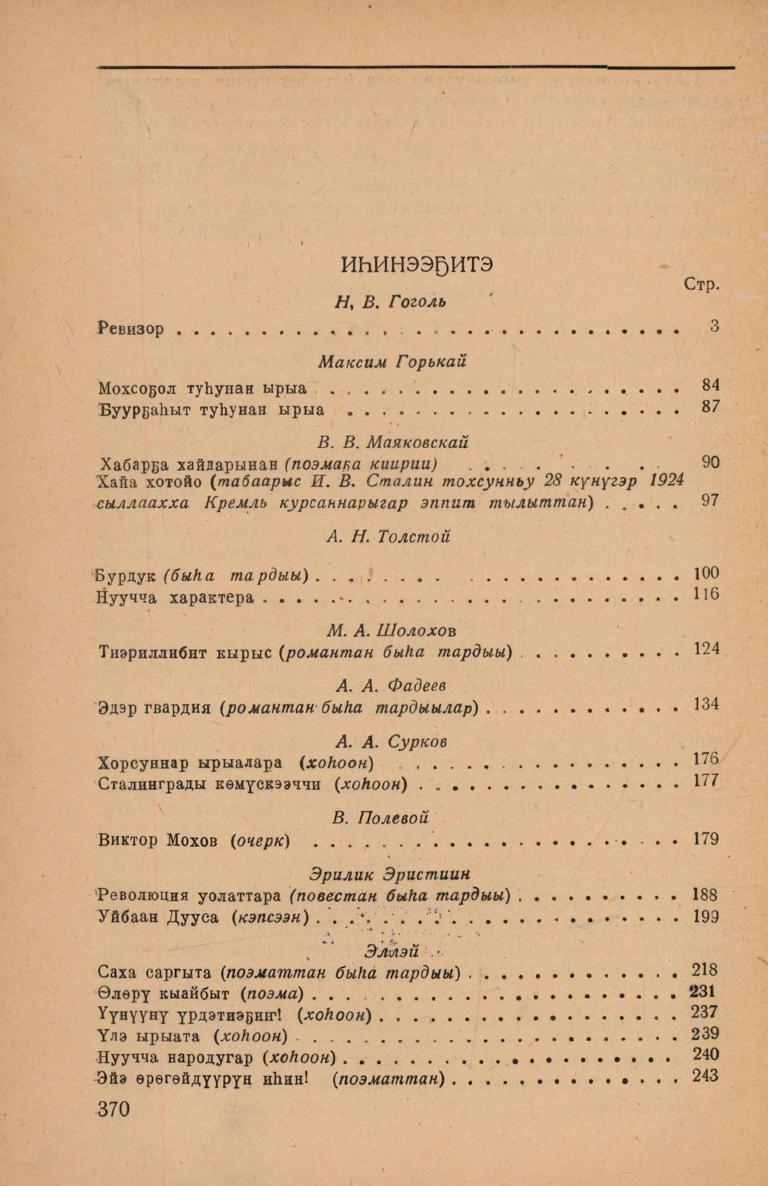 ИҺИНЭЭҔИТЭ
Стр.
Н, В. Гоголь
Ревизор . . . . . . . . . . . . . . . . . . . . 3
Максим Горькай
Мохсоҕол туһунан ырыа . . . . . . . . . . . . . . . . 84
Буурҕаһыт туһунан ырыа . . . . . . . . . . . . . . . . 87
В. В. Маяковскай
Хабарҕа хайдарынан (поэмаҕа киирии) . . . . . . . . 90
Хайа хотойо (табаарыс И. В. Сталин тохсунньу 28 күнүгэр 1924
сыллаахха Кремль курсаннарыгар эппит тылыттан) . . . . . 97
А. Н. Толстой
Бурдук (быһа тардыы) . . . . . . . . . . . . . . . . 100
Нуучча характера . . . . . . . . . . . . . . . . 116
М. А. Шолохов
Тиэриллибит кырыс (романтан быһа тардыы) . . . . . . . . . . 124
А. А. Фадеев
Эдэр гвардия (романтан быһа тардыылар) . . . . . . . . . . . 134
А. А. Сурков
Хорсуннар ырыалара (хоһоон) . . . . . . . . . . . . . . 176
Сталинграды көмүскээччи (хоһоон) . . . . . . . . . . . . . . 177
В. Полевой
Виктор Мохов (очерк) . . . . . . . . . . . . . . . . 179
Эрилик Эристиин
Революция уолаттара (повестан быһа тардыы) . . . . . . . . . 188
Уйбаан Дууса (кэпсээн) . . . . . . . . . . . . . . . . 199
Эллэй
Саха саргыта (поэматтан быһа тардыы) . . . . . . . . . . . . 218
Өлөрү кыайбыт (поэма) . . . . . . . . . . . . . . . . 231
Үүнүүнү үрдэтиэҕиҥ! (хоһоон) . . . . . . . . . . . . . . . . 237
Үлэ ырыата (хоһоон) . . . . . . . . . . . . . . . . 239
Нуучча народугар (хоһоон) . . . . . . . . . . . . . . . . 240
Эйэ өрөгөйдүүрүн иһин! (поэматтан) . . . . . . . . . . . . . . 243
370